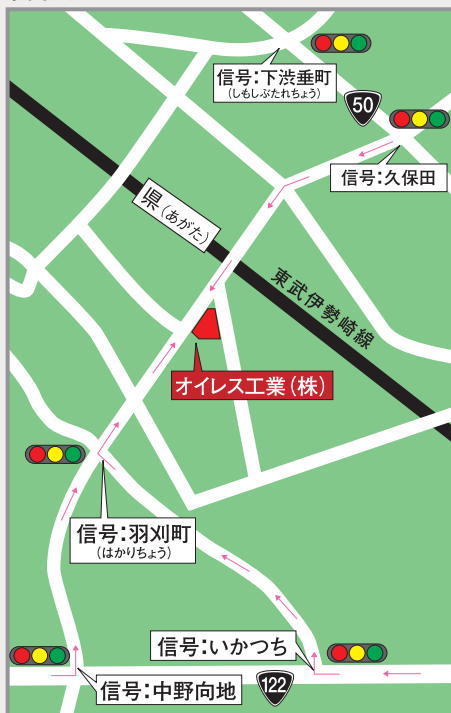 信号:下渋垂町
(しもしぶたれちょう)
50
信号:久保田
県(あがた)
東武伊勢崎線
オイレス工業(株)
信号:羽刈町
(はかりちょう)
信号:いかつち
信号:中野向地
122